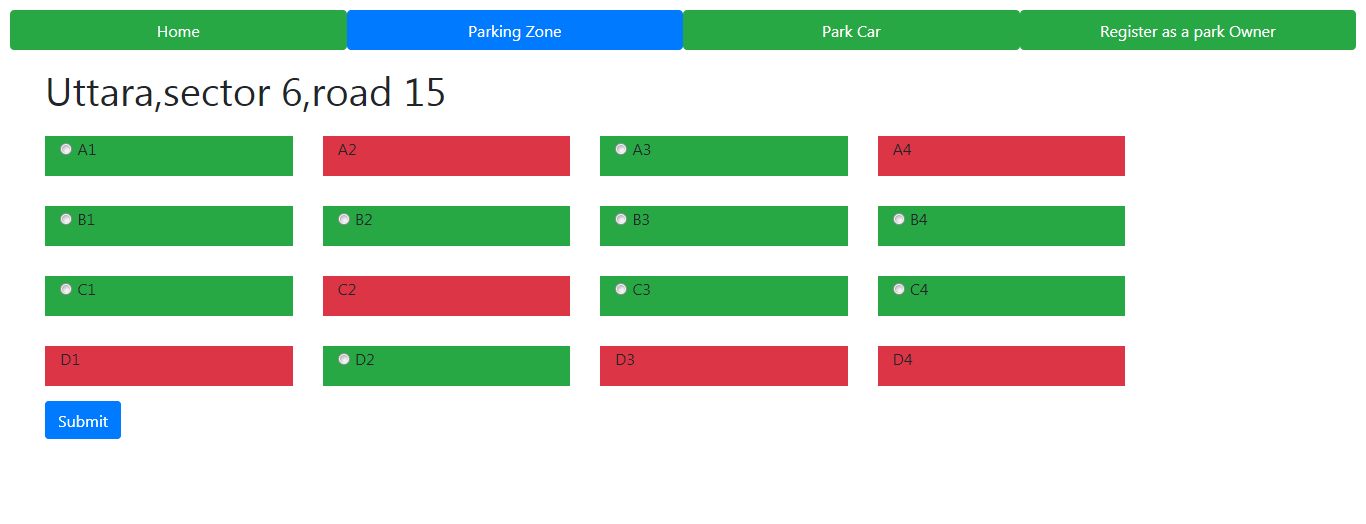 Home Parking Zone Park Car Register as a park Owner
Uttara,sector 6,road 15
A1 A2 A3 A4
B1 B2 B3 B4
C1 C2 C3 C4
D1 D2 D3 D4
Submit